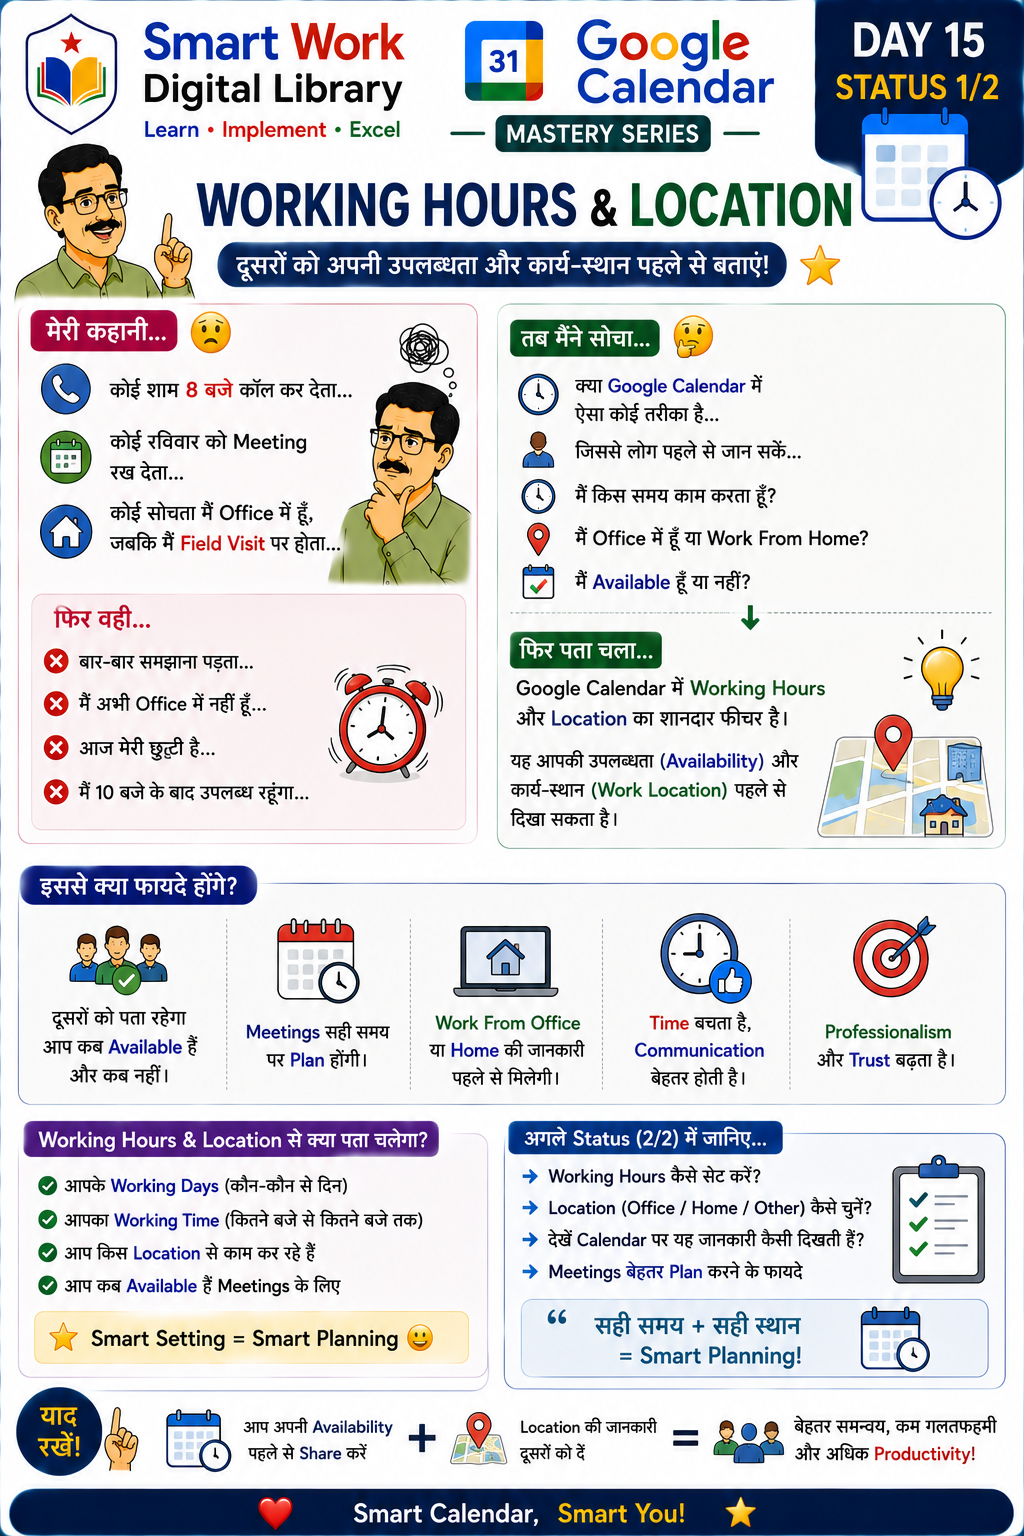 Smart Work
Digital Library
Learn • Implement • Excel
31
Google
Calendar
MASTERY SERIES
DAY 15
STATUS 1/2
WORKING HOURS & LOCATION
दूसरों को अपनी उपलब्धता और कार्य-स्थान पहले से बताएं!
मेरी कहानी...
कोई शाम 8 बजे कॉल कर देता...
कोई रविवार को Meeting
रख देता...
कोई सोचता मैं Office में हूँ,
जबकि मैं Field Visit पर होता...
फिर वही...
बार-बार समझाना पड़ता...
मैं अभी Office में नहीं हूँ...
आज मेरी छुट्टी है...
मैं 10 बजे के बाद उपलब्ध रहूंगा...
तब मैंने सोचा...
क्या Google Calendar में
ऐसा कोई तरीका है...
जिससे लोग पहले से जान सकें...
मैं किस समय काम करता हूँ?
मैं Office में हूँ या Work From Home?
मैं Available हूँ या नहीं?
फिर पता चला...
Google Calendar में Working Hours
और Location का शानदार फीचर है।
यह आपकी उपलब्धता (Availability) और
कार्य-स्थान (Work Location) पहले से
दिखा सकता है।
इससे क्या फायदे होंगे?
दूसरों को पता रहेगा
आप कब Available हैं
और कब नहीं।
Meetings सही समय
पर Plan होंगी।
Work From Office
या Home की जानकारी
पहले से मिलेगी।
Time बचता है,
Communication
बेहतर होती है।
Professionalism
और Trust बढ़ता है।
Working Hours & Location से क्या पता चलेगा?
आपके Working Days (कौन-कौन से दिन)
आपका Working Time (कितने बजे से कितने बजे तक)
आप किस Location से काम कर रहे हैं
आप कब Available हैं Meetings के लिए
Smart Setting = Smart Planning
अगले Status (2/2) में जानिए...
Working Hours कैसे सेट करें?
Location (Office / Home / Other) कैसे चुनें?
देखें Calendar पर यह जानकारी कैसी दिखती हैं?
Meetings बेहतर Plan करने के फायदे
“ सही समय + सही स्थान
= Smart Planning!
याद
रखें!
आप अपनी Availability
पहले से Share करें
+
Location की जानकारी
दूसरों को दें
=
बेहतर समन्वय, कम गलतफहमी
और अधिक Productivity!
Smart Calendar, Smart You!